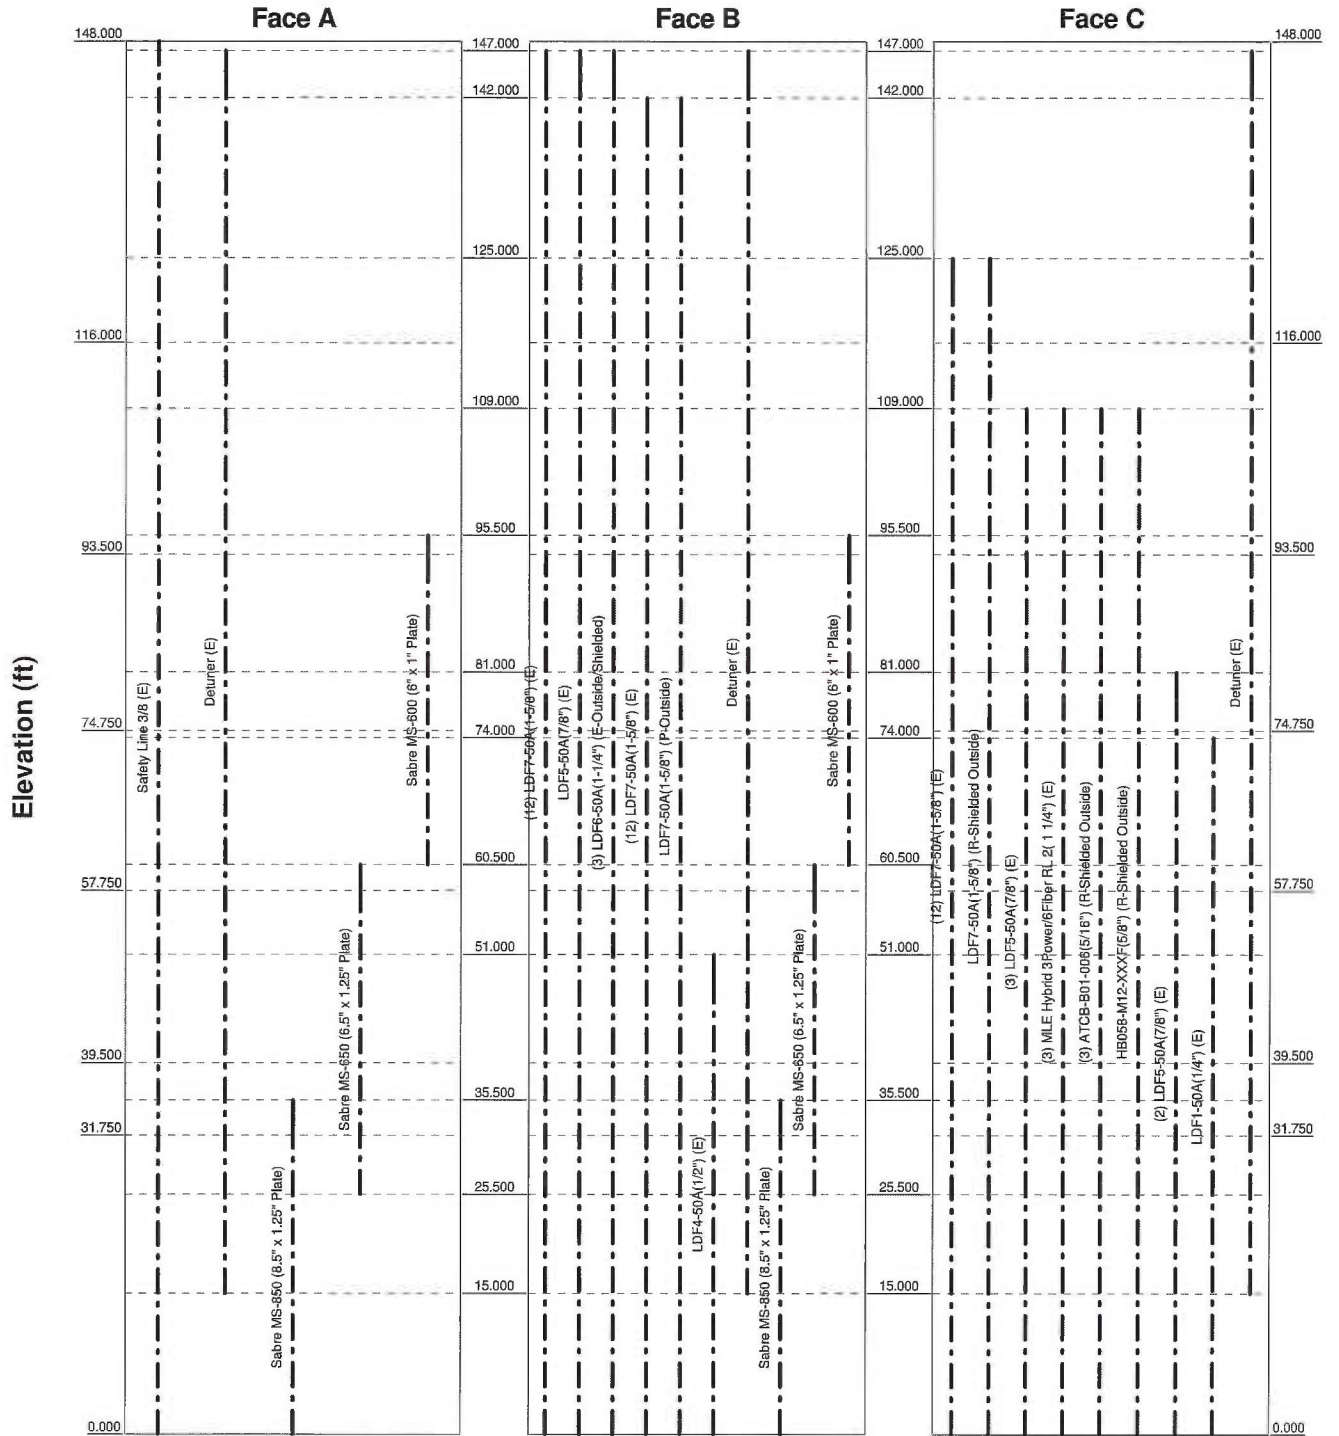 Face A
Face B
Face C
Elevation (ft)
148.000
116.000
93.500
74.750
57.750
39.500
31.750
0.000
Safety Line 3/8 (E)
Detuner (E)
Sabre MS-850 (8.5" x 1.25" Plate)
Sabre MS-650 (6.5" x 1.25" Plate)
Sabre MS-600 (6" x 1" Plate)
147.000
142.000
125.000
109.000
95.500
81.000
74.000
60.500
51.000
35.500
25.500
15.000
(12) LDF7-50A(1-5/8") (E)
LDF5-50A(7/8") (E)
(3) LDF6-50A(1-1/4") (E-Outside/Shielded)
(12) LDF7-50A(1-5/8") (E)
LDF7-50A(1-5/8") (P-Outside)
LDF4-50A(1/2") (E)
Detuner (E)
Sabre MS-850 (8.5" x 1.25" Plate)
Sabre MS-650 (6.5" x 1.25" Plate)
Sabre MS-600 (6" x 1" Plate)
147.000
142.000
125.000
109.000
95.500
81.000
74.000
60.500
51.000
35.500
25.500
15.000
(12) LDF7-50A(1-5/8") (E)
LDF7-50A(1-5/8") (R-Shielded Outside)
(3) LDF5-50A(7/8") (E)
(3) MLE Hybrid 3Power/6Fiber RL 2( 1 1/4") (E)
(3) ATCB-B01-006(5/16") (R-Shielded Outside)
HB058-M12-XXXF(5/8") (R-Shielded Outside)
(2) LDF5-50A(7/8") (E)
LDF1-50A(1/4") (E)
Detuner (E)
148.000
116.000
93.500
74.750
57.750
39.500
31.750
0.000